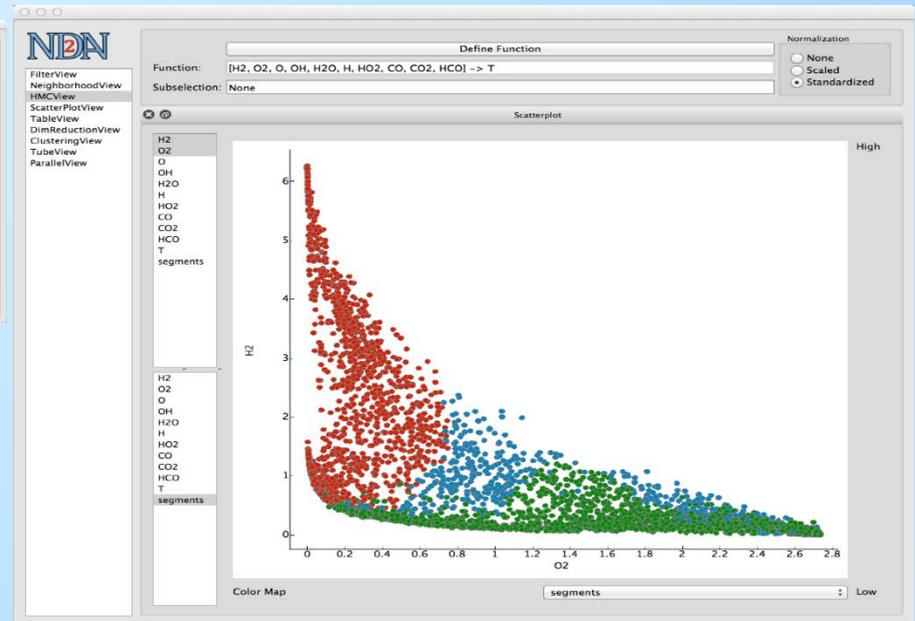 ND2N
FilterView
NeighborhoodView
HMCView
ScatterPlotView
TableView
DimReductionView
ClusteringView
TubeView
ParallelView
Define Function
Function: [H2, O2, O, OH, H2O, H, HO2, CO, CO2, HCO] -> T
Subselection: None
Normalization
None
Scaled
Standardized
Scatterplot
H2
O2
O
OH
H2O
H
HO2
CO
CO2
HCO
T
segments
H2
O2
O
OH
H2O
H
HO2
CO
CO2
HCO
T
segments
High
6
5
4
3
2
1
0
H2
0 0.2 0.4 0.6 0.8 1 1.2 1.4 1.6 1.8 2 2.2 2.4 2.6 2.8
O2
Color Map segments Low